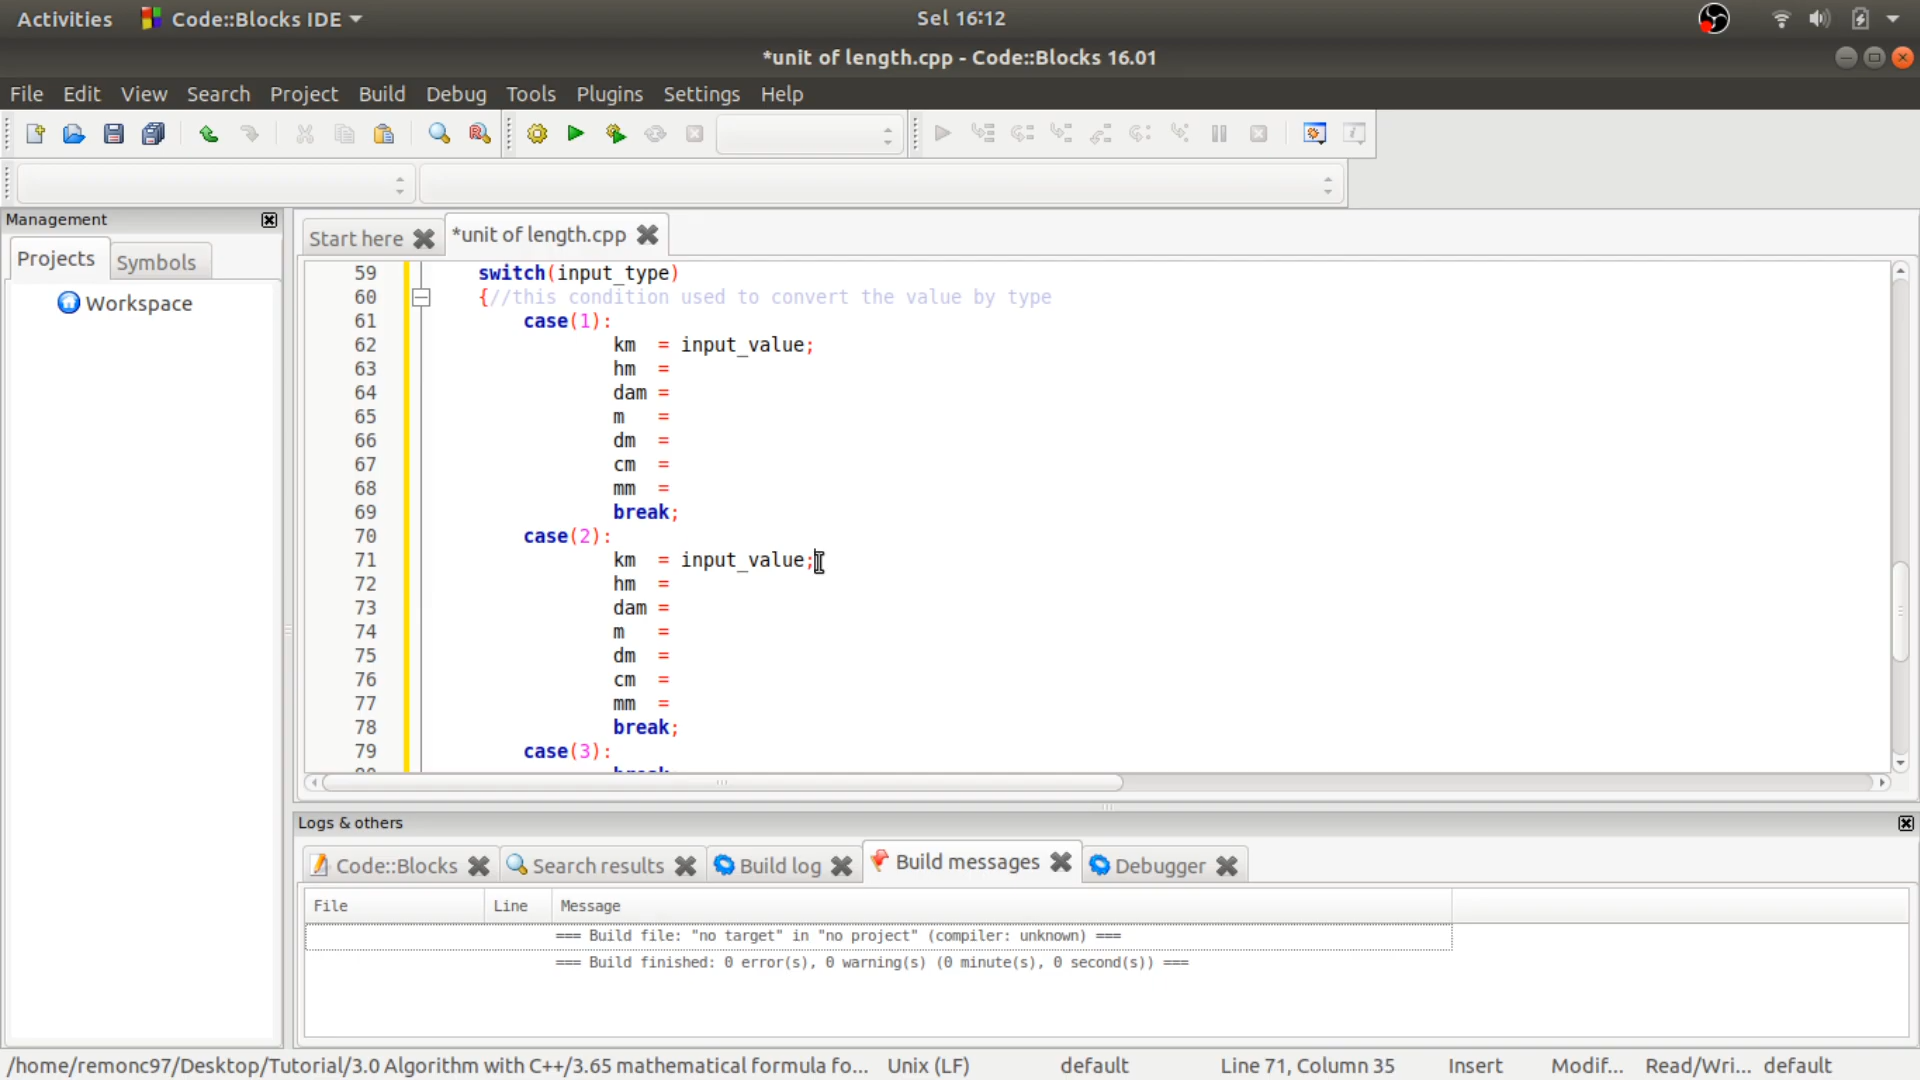 Activities Code::Blocks IDE Sel 16:12
*unit of length.cpp - Code::Blocks 16.01
File Edit View Search Project Build Debug Tools Plugins Settings Help
Management
Projects Symbols
Workspace
Start here *unit of length.cpp
59 switch(input_type)
60 {//this condition used to convert the value by type
61 case(1):
62 km = input_value;
63 hm =
64 dam =
65 m =
66 dm =
67 cm =
68 mm =
69 break;
70 case(2):
71 km = input_value;
72 hm =
73 dam =
74 m =
75 dm =
76 cm =
77 mm =
78 break;
79 case(3):
Logs & others
Code::Blocks Search results Build log Build messages Debugger
File Line Message
=== Build file: "no target" in "no project" (compiler: unknown) ===
=== Build finished: 0 error(s), 0 warning(s) (0 minute(s), 0 second(s)) ===
/home/remonc97/Desktop/Tutorial/3.0 Algorithm with C++/3.65 mathematical formula fo... Unix (LF) default Line 71, Column 35 Insert Modif... Read/Wri... default